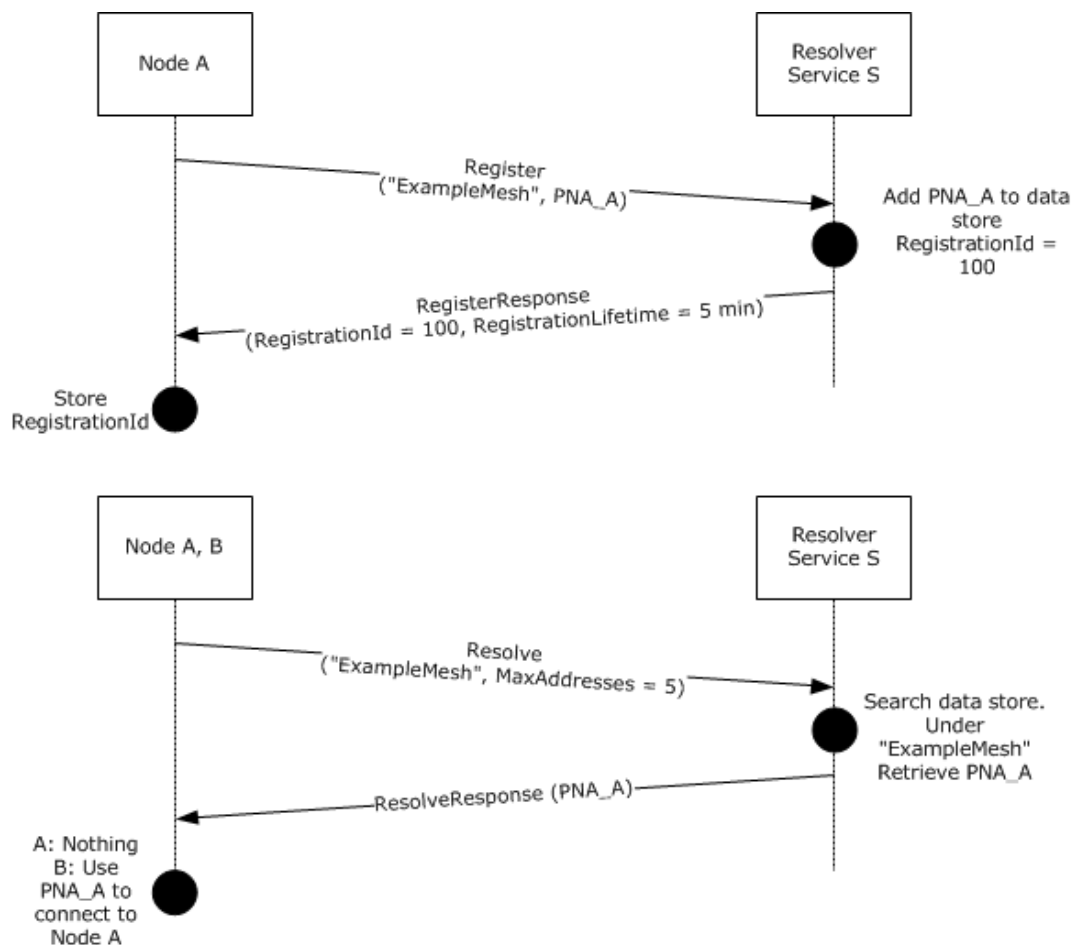 Node A
Resolver
Service S
Register
("ExampleMesh", PNA_A)
Add PNA_A to data
store
RegistrationId =
100
RegisterResponse
(RegistrationId = 100, RegistrationLifetime = 5 min)
Store
RegistrationId
Node A, B
Resolver
Service S
Resolve
("ExampleMesh", MaxAddresses = 5)
Search data store.
Under
"ExampleMesh"
Retrieve PNA_A
ResolveResponse (PNA_A)
A: Nothing
B: Use
PNA_A to
connect to
Node A